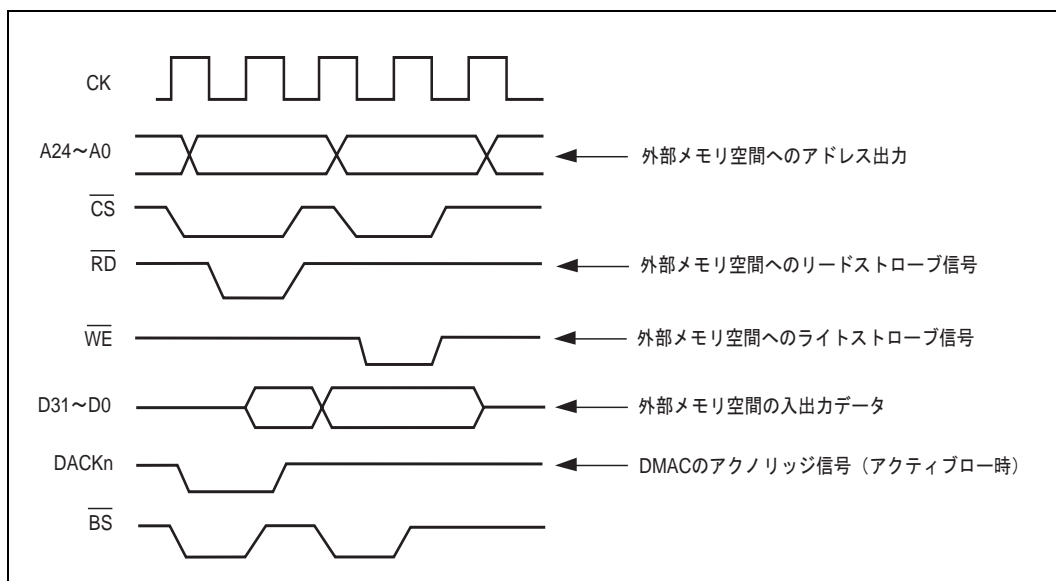 CK
A24～A0 外部メモリ空間へのアドレス出力
CS
RD 外部メモリ空間へのリードストローブ信号
WE 外部メモリ空間へのライトストローブ信号
D31～D0 外部メモリ空間の入出力データ
DACKn DMACのアクノリッジ信号（アクティブロー時）
BS